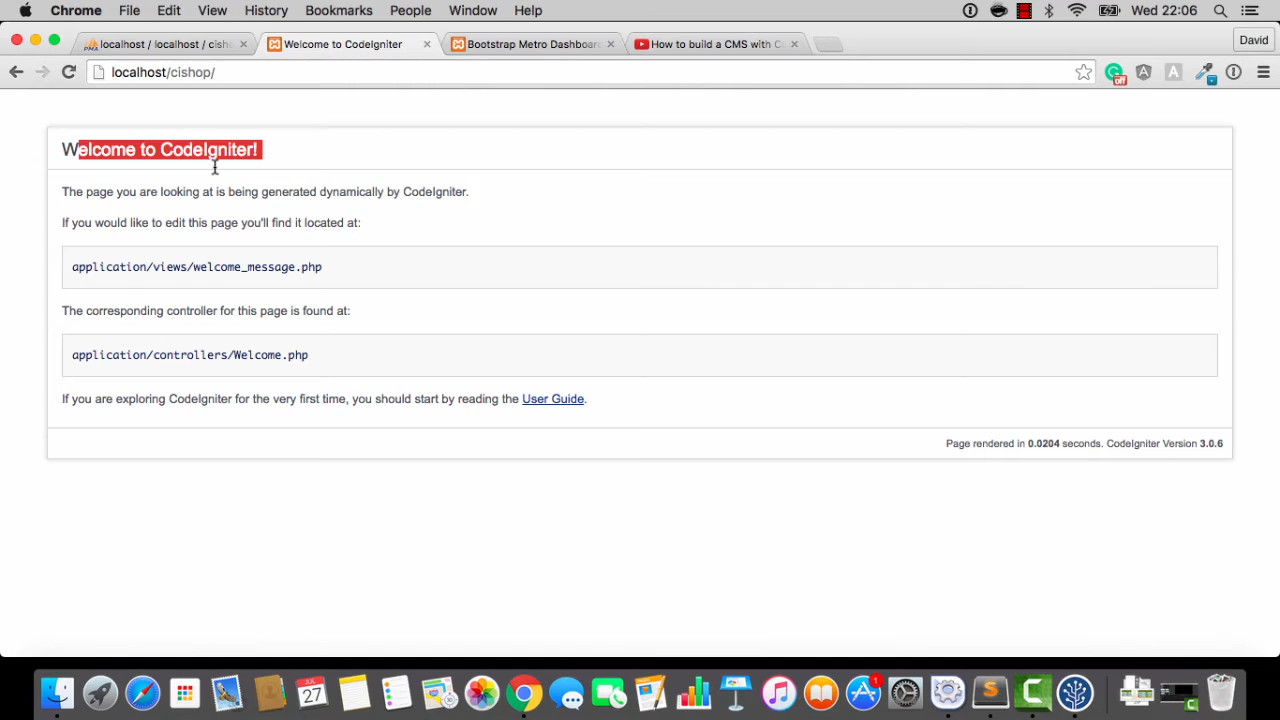 Chrome File Edit View History Bookmarks People Window Help Wed 22:06
localhost / localhost / cish
Welcome to CodeIgniter
Bootstrap Metro Dashboar
How to build a CMS with C
David
localhost/cishop/
off
Welcome to CodeIgniter!
The page you are looking at is being generated dynamically by CodeIgniter.
If you would like to edit this page you'll find it located at:
application/views/welcome_message.php
The corresponding controller for this page is found at:
application/controllers/Welcome.php
If you are exploring CodeIgniter for the very first time, you should start by reading the User Guide.
Page rendered in 0.0204 seconds. CodeIgniter Version 3.0.6
JUL
27
1